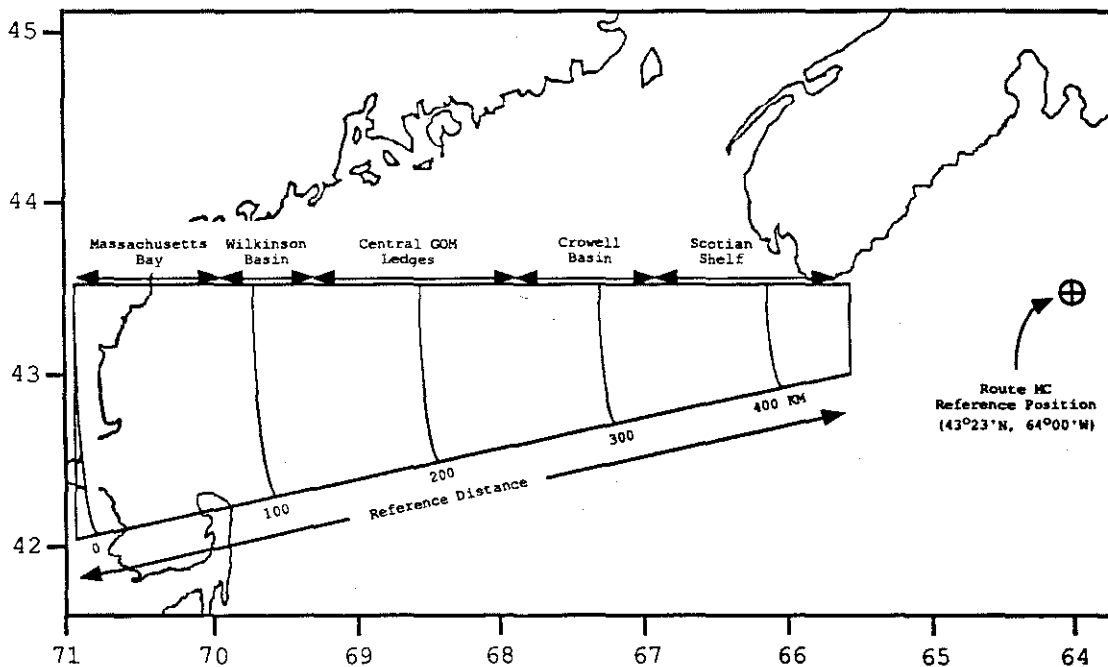 45
44
43
42
Massachusetts
Bay
Wilkinson
Basin
Central GOM
Ledges
Crowell
Basin
Scotian
Shelf
0
100
200
300
400 KM
Reference Distance
Route MC
Reference Position
(43°23'N, 64°00'W)
71
70
69
68
67
66
65
64